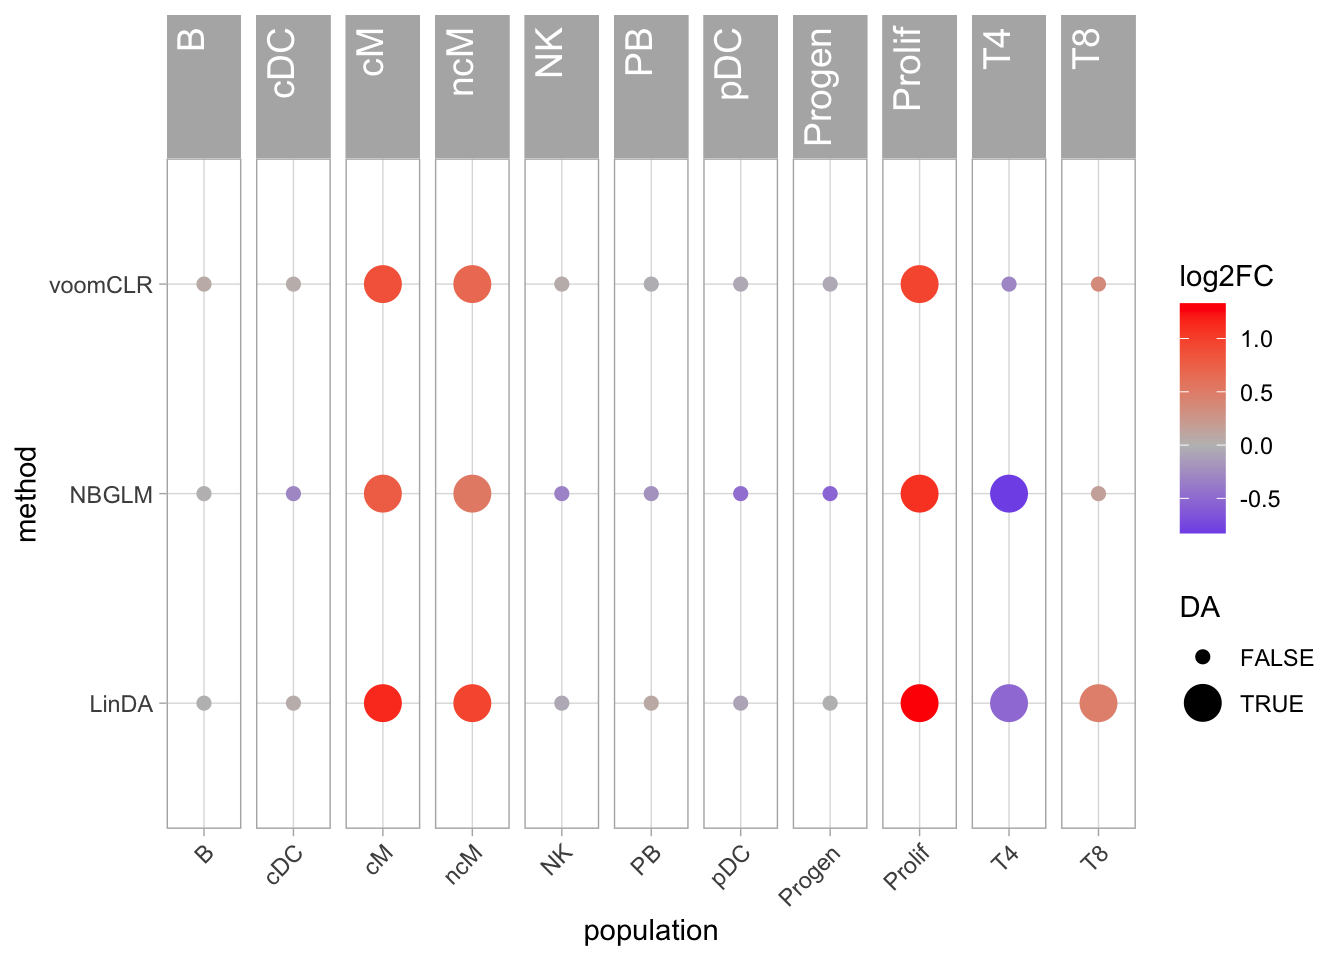 B
cDC
cM
ncM
NK
PB
pDC
Progen
Prolif
T4
T8
method
voomCLR
NBGLM
LinDA
B
cDC
cM
ncM
NK
PB
pDC
Progen
Prolif
T4
T8
population
log2FC
1.0
0.5
0.0
-0.5
DA
FALSE
TRUE